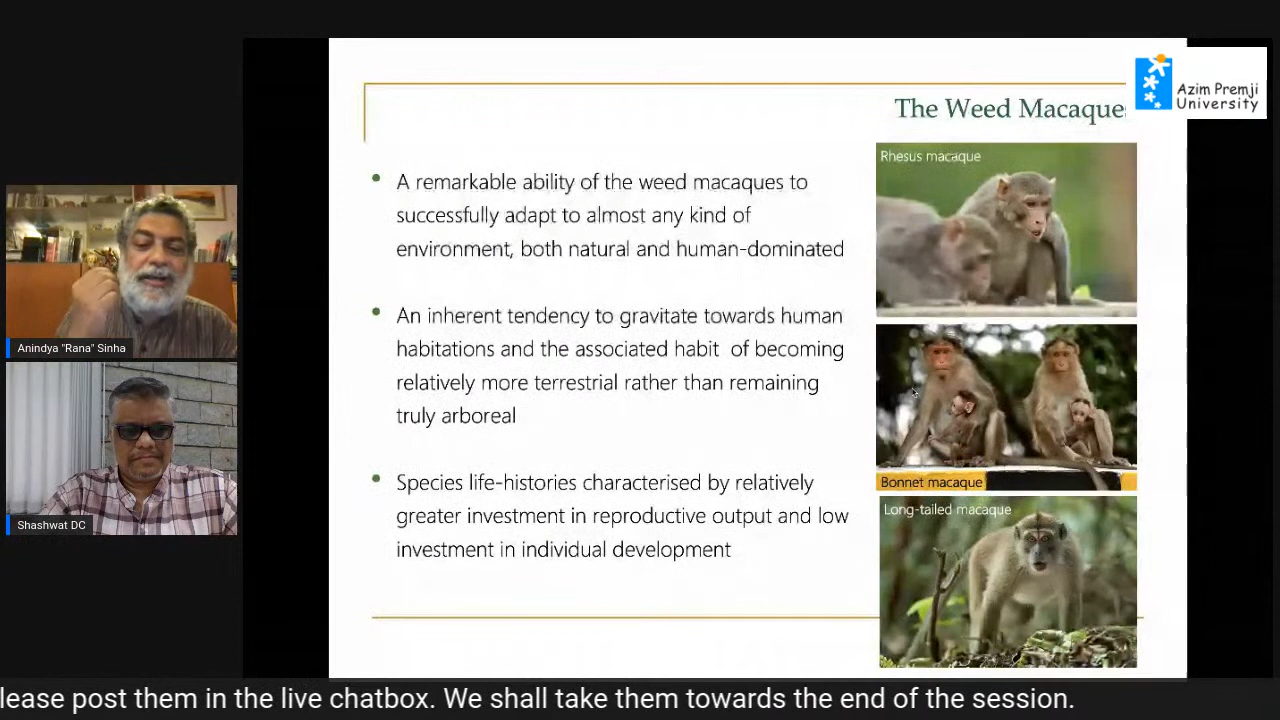 The Weed Macaque
Azim Premji
University
A remarkable ability of the weed macaques to
successfully adapt to almost any kind of
environment, both natural and human-dominated
An inherent tendency to gravitate towards human
habitations and the associated habit of becoming
relatively more terrestrial rather than remaining
truly arboreal
Species life-histories characterised by relatively
greater investment in reproductive output and low
investment in individual development
Rhesus macaque
Bonnet macaque
Long-tailed macaque
Anindya "Rana" Sinha
Shashwat DC
lease post them in the live chatbox. We shall take them towards the end of the session.